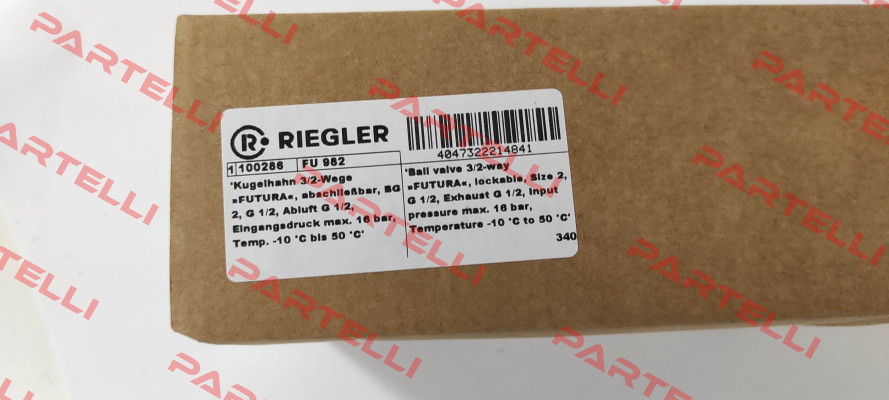 RIEGLER
1 100286 FU 982
"Kugelhahn 3/2-Wege
»FUTURA«, abschließbar, BG
2, G 1/2, Abluft G 1/2,
Eingangsdruck max. 16 bar,
Temp. -10 °C bis 50 °C"
4047322214841
"Ball valve 3/2-way
»FUTURA«, lockable, Size 2,
G 1/2, Exhaust G 1/2, Input
pressure max. 16 bar,
Temperature -10 °C to 50 °C"
340
PARTELLI
PARTELLI
PARTELLI
PARTELLI
PARTELLI
PARTELLI
PARTELLI
PARTELLI
PARTELLI
PARTELLI
PARTELLI